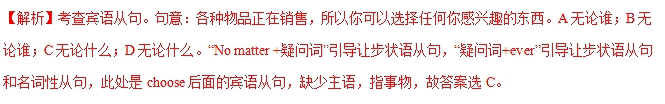 【解析】考查宾语从句。句意：各种物品正在销售，所以你可以选择任何你感兴趣的东西。A 无论谁；B 无
论谁；C 无论什么；D 无论什么。“No matter +疑问词”引导让步状语从句，“疑问词+ever”引导让步状语从句
和名词性从句，此处是 choose 后面的宾语从句，缺少主语，指事物，故答案选 C。